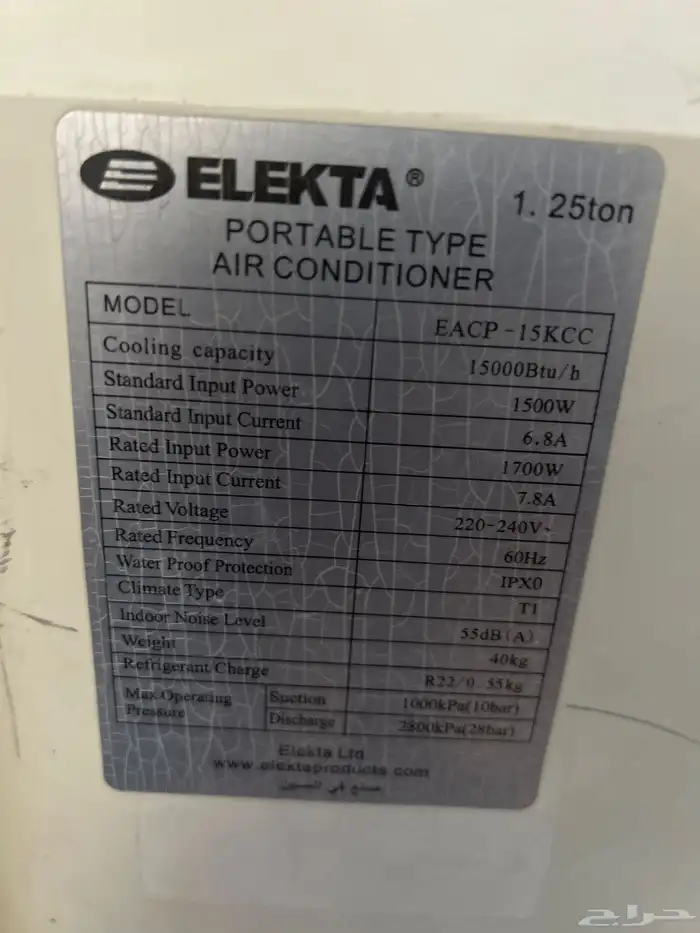 ELEKTA®
1. 25ton
PORTABLE TYPE
AIR CONDITIONER
MODEL EACP-15KCC
Cooling capacity 15000Btu/h
Standard Input Power 1500W
Standard Input Current 6.8A
Rated Input Power 1700W
Rated Input Current 7.8A
Rated Voltage 220-240V~
Rated Frequency 60Hz
Water Proof Protection IPX0
Climate Type T1
Indoor Noise Level 55dB(A)
Weight 40kg
Refrigerant Charge R22/0.55kg
Max.Operating Pressure Suction 1000kPa(10bar)
Discharge 2800kPa(28bar)
Elekta Ltd
www.elektaproducts.com
صنع في الصين
حراج